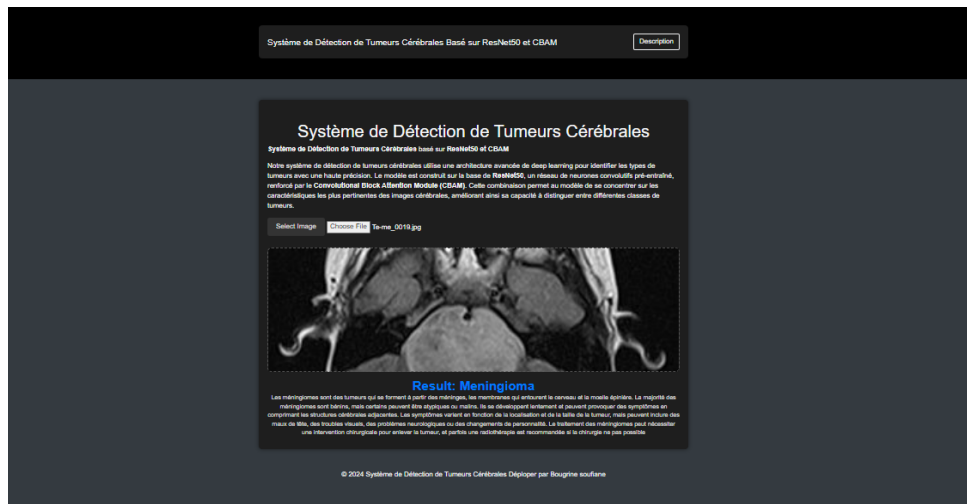 Système de Détection de Tumeurs Cérébrales Basé sur ResNet50 et CBAM
Description
Système de Détection de Tumeurs Cérébrales
Système de Détection de Tumeurs Cérébrales basé sur ResNet50 et CBAM
Notre système de détection de tumeurs cérébrales utilise une architecture avancée de deep learning pour identifier les types de
tumeurs avec une haute précision. Le modèle est construit sur la base de ResNet50, un réseau de neurones convolutifs pré-entraîné,
renforcé par le Convolutional Block Attention Module (CBAM). Cette combinaison permet au modèle de se concentrer sur les
caractéristiques les plus pertinentes des images cérébrales, améliorant ainsi sa capacité à distinguer entre différentes classes de
tumeurs.
Select Image
Choose File Te-me_0019.jpg
Result: Meningioma
Les méningiomes sont des tumeurs qui se forment à partir des méninges, les membranes qui entourent le cerveau et la moelle épinière. La majorité des
méningiomes sont bénins, mais certains peuvent être atypiques ou malins. Ils se développent lentement et peuvent provoquer des symptômes en
comprimant les structures cérébrales adjacentes. Les symptômes varient en fonction de la localisation et de la taille de la tumeur, mais peuvent inclure des
maux de tête, des troubles visuels, des problèmes neurologiques ou des changements de personnalité. Le traitement des méningiomes peut nécessiter
une intervention chirurgicale pour enlever la tumeur, et parfois une radiothérapie est recommandée si la chirurgie ne pas possible
© 2024 Système de Détection de Tumeurs Cérébrales Déploper par Bougrine soufiane